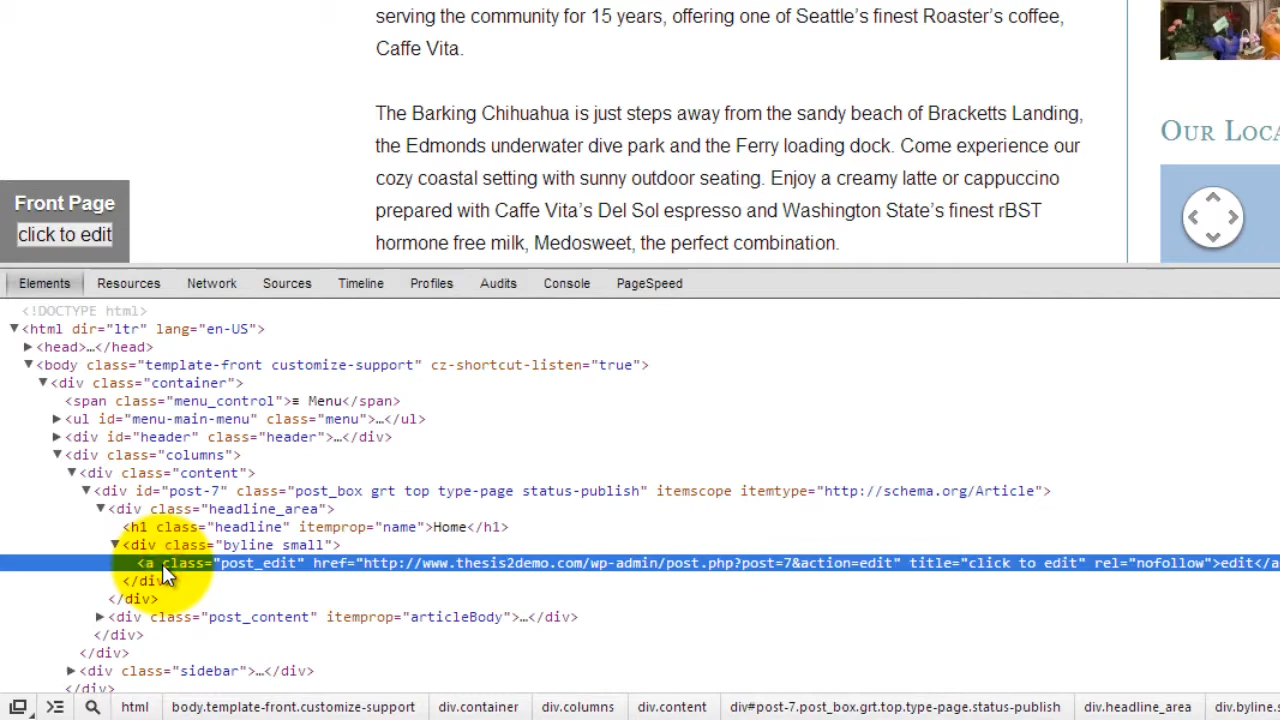 serving the community for 15 years, offering one of Seattle’s finest Roaster’s coffee,
Caffe Vita.
The Barking Chihuahua is just steps away from the sandy beach of Bracketts Landing,
the Edmonds underwater dive park and the Ferry loading dock. Come experience our
cozy coastal setting with sunny outdoor seating. Enjoy a creamy latte or cappuccino
prepared with Caffe Vita’s Del Sol espresso and Washington State’s finest rBST
hormone free milk, Medosweet, the perfect combination.
Our Loca
Front Page
click to edit
Elements Resources Network Sources Timeline Profiles Audits Console PageSpeed
<!DOCTYPE html>
<html dir="ltr" lang="en-US">
<head>…</head>
<body class="template-front customize-support" cz-shortcut-listen="true">
<div class="container">
<span class="menu_control">≡ Menu</span>
<ul id="menu-main-menu" class="menu">…</ul>
<div id="header" class="header">…</div>
<div class="columns">
<div class="content">
<div id="post-7" class="post_box grt top type-page status-publish" itemscope itemtype="http://schema.org/Article">
<div class="headline_area">
<h1 class="headline" itemprop="name">Home</h1>
<div class="byline small">
<a class="post_edit" href="http://www.thesis2demo.com/wp-admin/post.php?post=7&action=edit" title="click to edit" rel="nofollow">edit</a
</div>
</div>
<div class="post_content" itemprop="articleBody">…</div>
</div>
</div>
<div class="sidebar">…</div>
</div>
html body.template-front.customize-support div.container div.columns div.content div#post-7.post_box.grt.top.type-page.status-publish div.headline_area div.byline.s